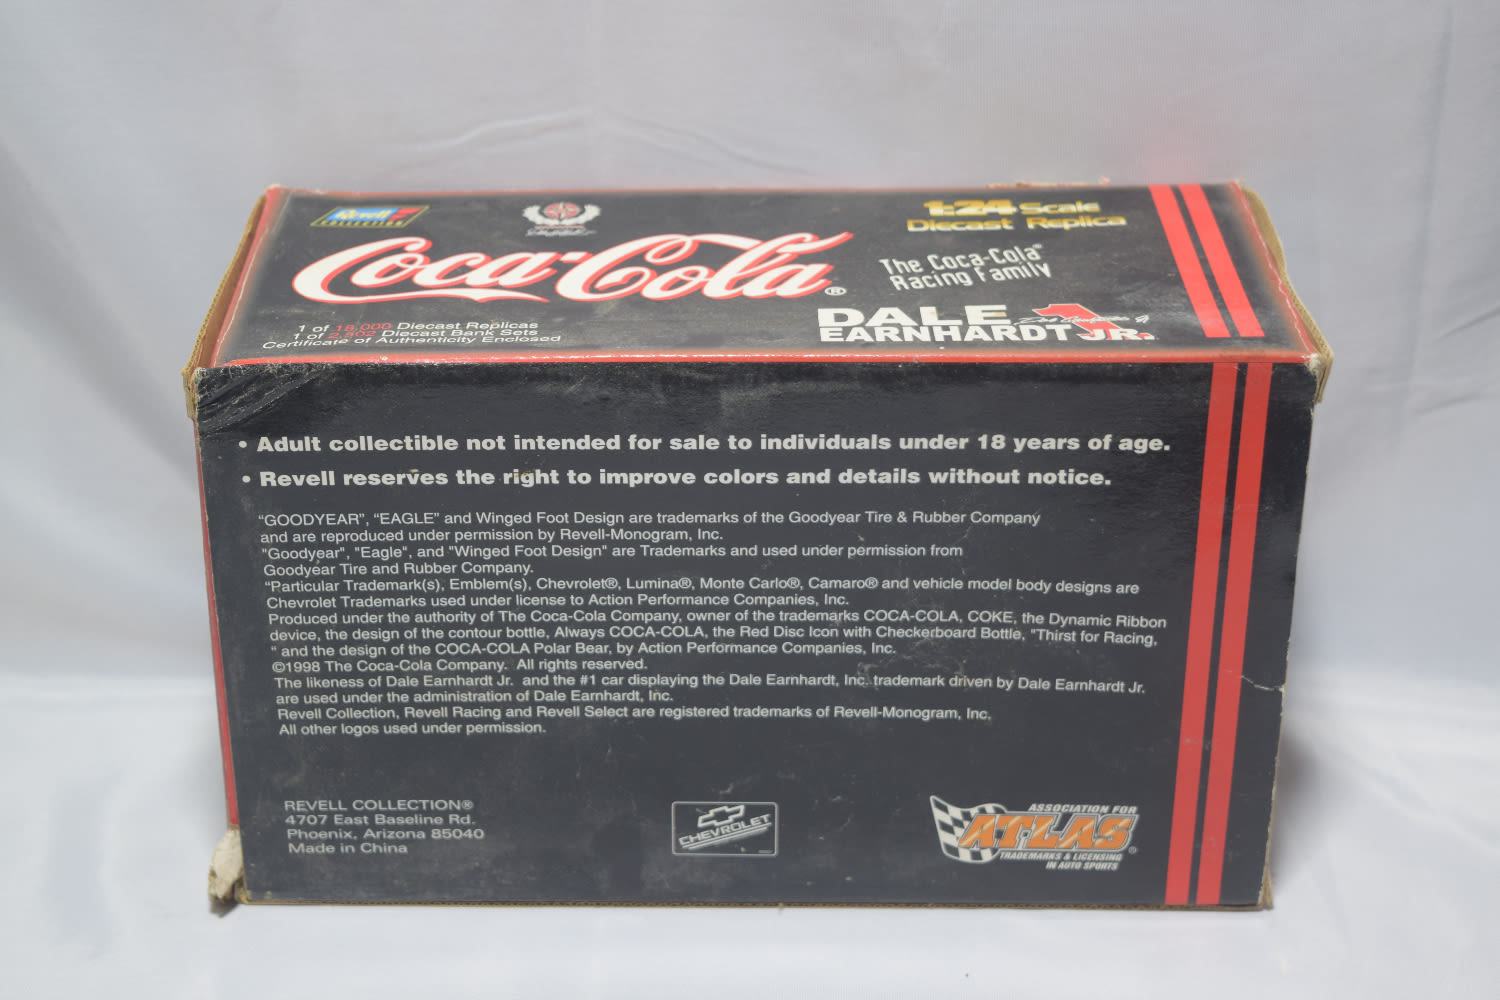 Revell
COLLECTION
1:24 Scale
Diecast Replica
Coca-Cola®
The Coca-Cola®
Racing Family
1 of 18,000 Diecast Replicas
1 of 2,502 Diecast Bank Sets
Certificate of Authenticity Enclosed
DALE 1
EARNHARDT JR.
• Adult collectible not intended for sale to individuals under 18 years of age.
• Revell reserves the right to improve colors and details without notice.
“GOODYEAR”, “EAGLE” and Winged Foot Design are trademarks of the Goodyear Tire & Rubber Company
and are reproduced under permission by Revell-Monogram, Inc.
"Goodyear", "Eagle", and "Winged Foot Design" are Trademarks and used under permission from
Goodyear Tire and Rubber Company.
“Particular Trademark(s), Emblem(s), Chevrolet®, Lumina®, Monte Carlo®, Camaro® and vehicle model body designs are
Chevrolet Trademarks used under license to Action Performance Companies, Inc.
Produced under the authority of The Coca-Cola Company, owner of the trademarks COCA-COLA, COKE, the Dynamic Ribbon
device, the design of the contour bottle, Always COCA-COLA, the Red Disc Icon with Checkerboard Bottle, "Thirst for Racing,
“ and the design of the COCA-COLA Polar Bear, by Action Performance Companies, Inc.
©1998 The Coca-Cola Company. All rights reserved.
The likeness of Dale Earnhardt Jr. and the #1 car displaying the Dale Earnhardt, Inc. trademark driven by Dale Earnhardt Jr.
are used under the administration of Dale Earnhardt, Inc.
Revell Collection, Revell Racing and Revell Select are registered trademarks of Revell-Monogram, Inc.
All other logos used under permission.
REVELL COLLECTION®
4707 East Baseline Rd.
Phoenix, Arizona 85040
Made in China
CHEVROLET
ASSOCIATION FOR
ATLAS®
TRADEMARKS & LICENSING
IN AUTO SPORTS